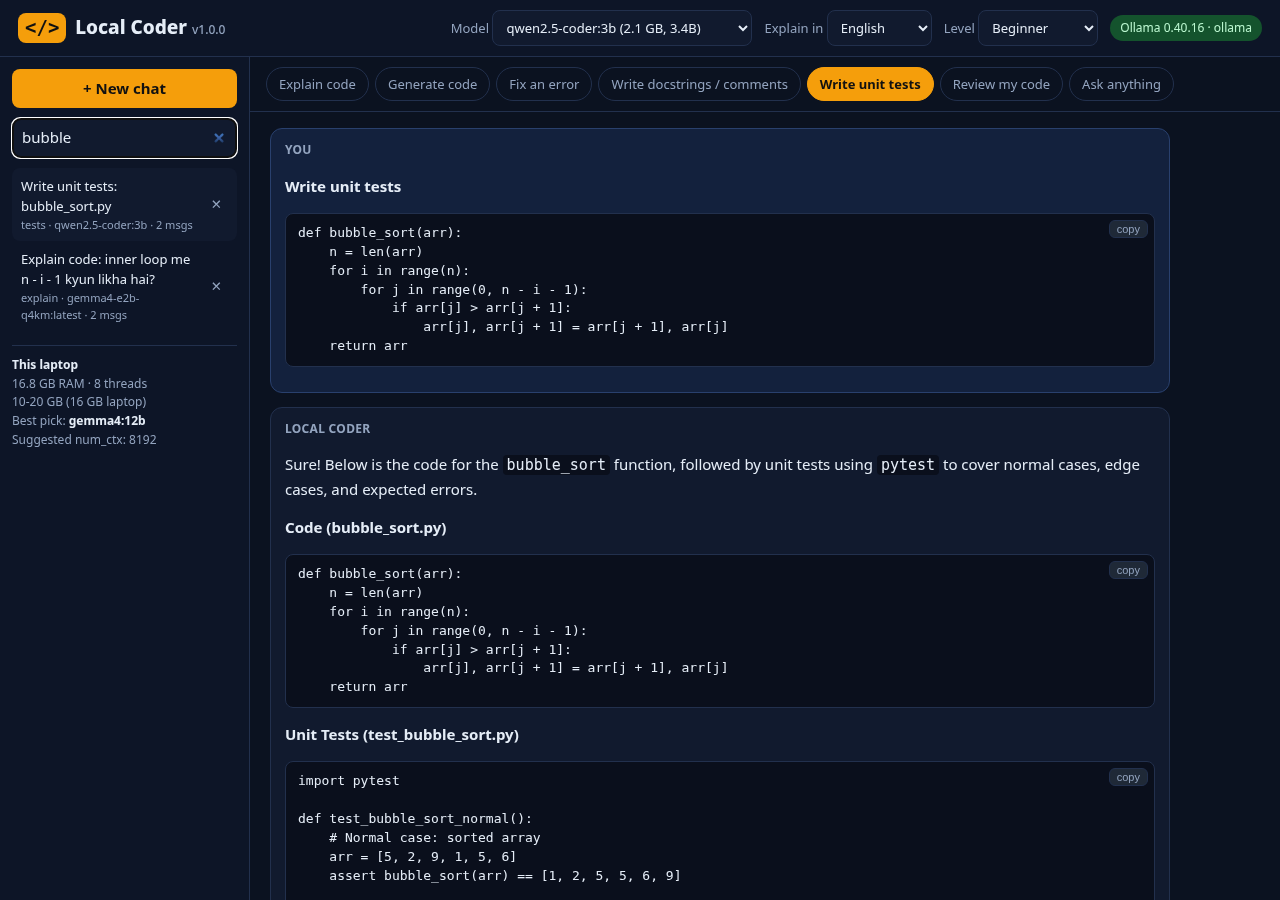 </> Local Coder v1.0.0
Model qwen2.5-coder:3b (2.1 GB, 3.4B) Explain in English Level Beginner Ollama 0.40.16 · ollama
+ New chat
bubble ×
Write unit tests:
bubble_sort.py
tests · qwen2.5-coder:3b · 2 msgs
×
Explain code: inner loop me
n - i - 1 kyun likha hai?
explain · gemma4-e2b-
q4km:latest · 2 msgs
×
This laptop
16.8 GB RAM · 8 threads
10-20 GB (16 GB laptop)
Best pick: gemma4:12b
Suggested num_ctx: 8192
Explain code Generate code Fix an error Write docstrings / comments Write unit tests Review my code Ask anything
YOU
Write unit tests
copy
def bubble_sort(arr):
    n = len(arr)
    for i in range(n):
        for j in range(0, n - i - 1):
            if arr[j] > arr[j + 1]:
                arr[j], arr[j + 1] = arr[j + 1], arr[j]
    return arr
LOCAL CODER
Sure! Below is the code for the bubble_sort function, followed by unit tests using pytest to cover normal cases, edge
cases, and expected errors.
Code (bubble_sort.py)
copy
def bubble_sort(arr):
    n = len(arr)
    for i in range(n):
        for j in range(0, n - i - 1):
            if arr[j] > arr[j + 1]:
                arr[j], arr[j + 1] = arr[j + 1], arr[j]
    return arr
Unit Tests (test_bubble_sort.py)
copy
import pytest
def test_bubble_sort_normal():
    # Normal case: sorted array
    arr = [5, 2, 9, 1, 5, 6]
    assert bubble_sort(arr) == [1, 2, 5, 5, 6, 9]